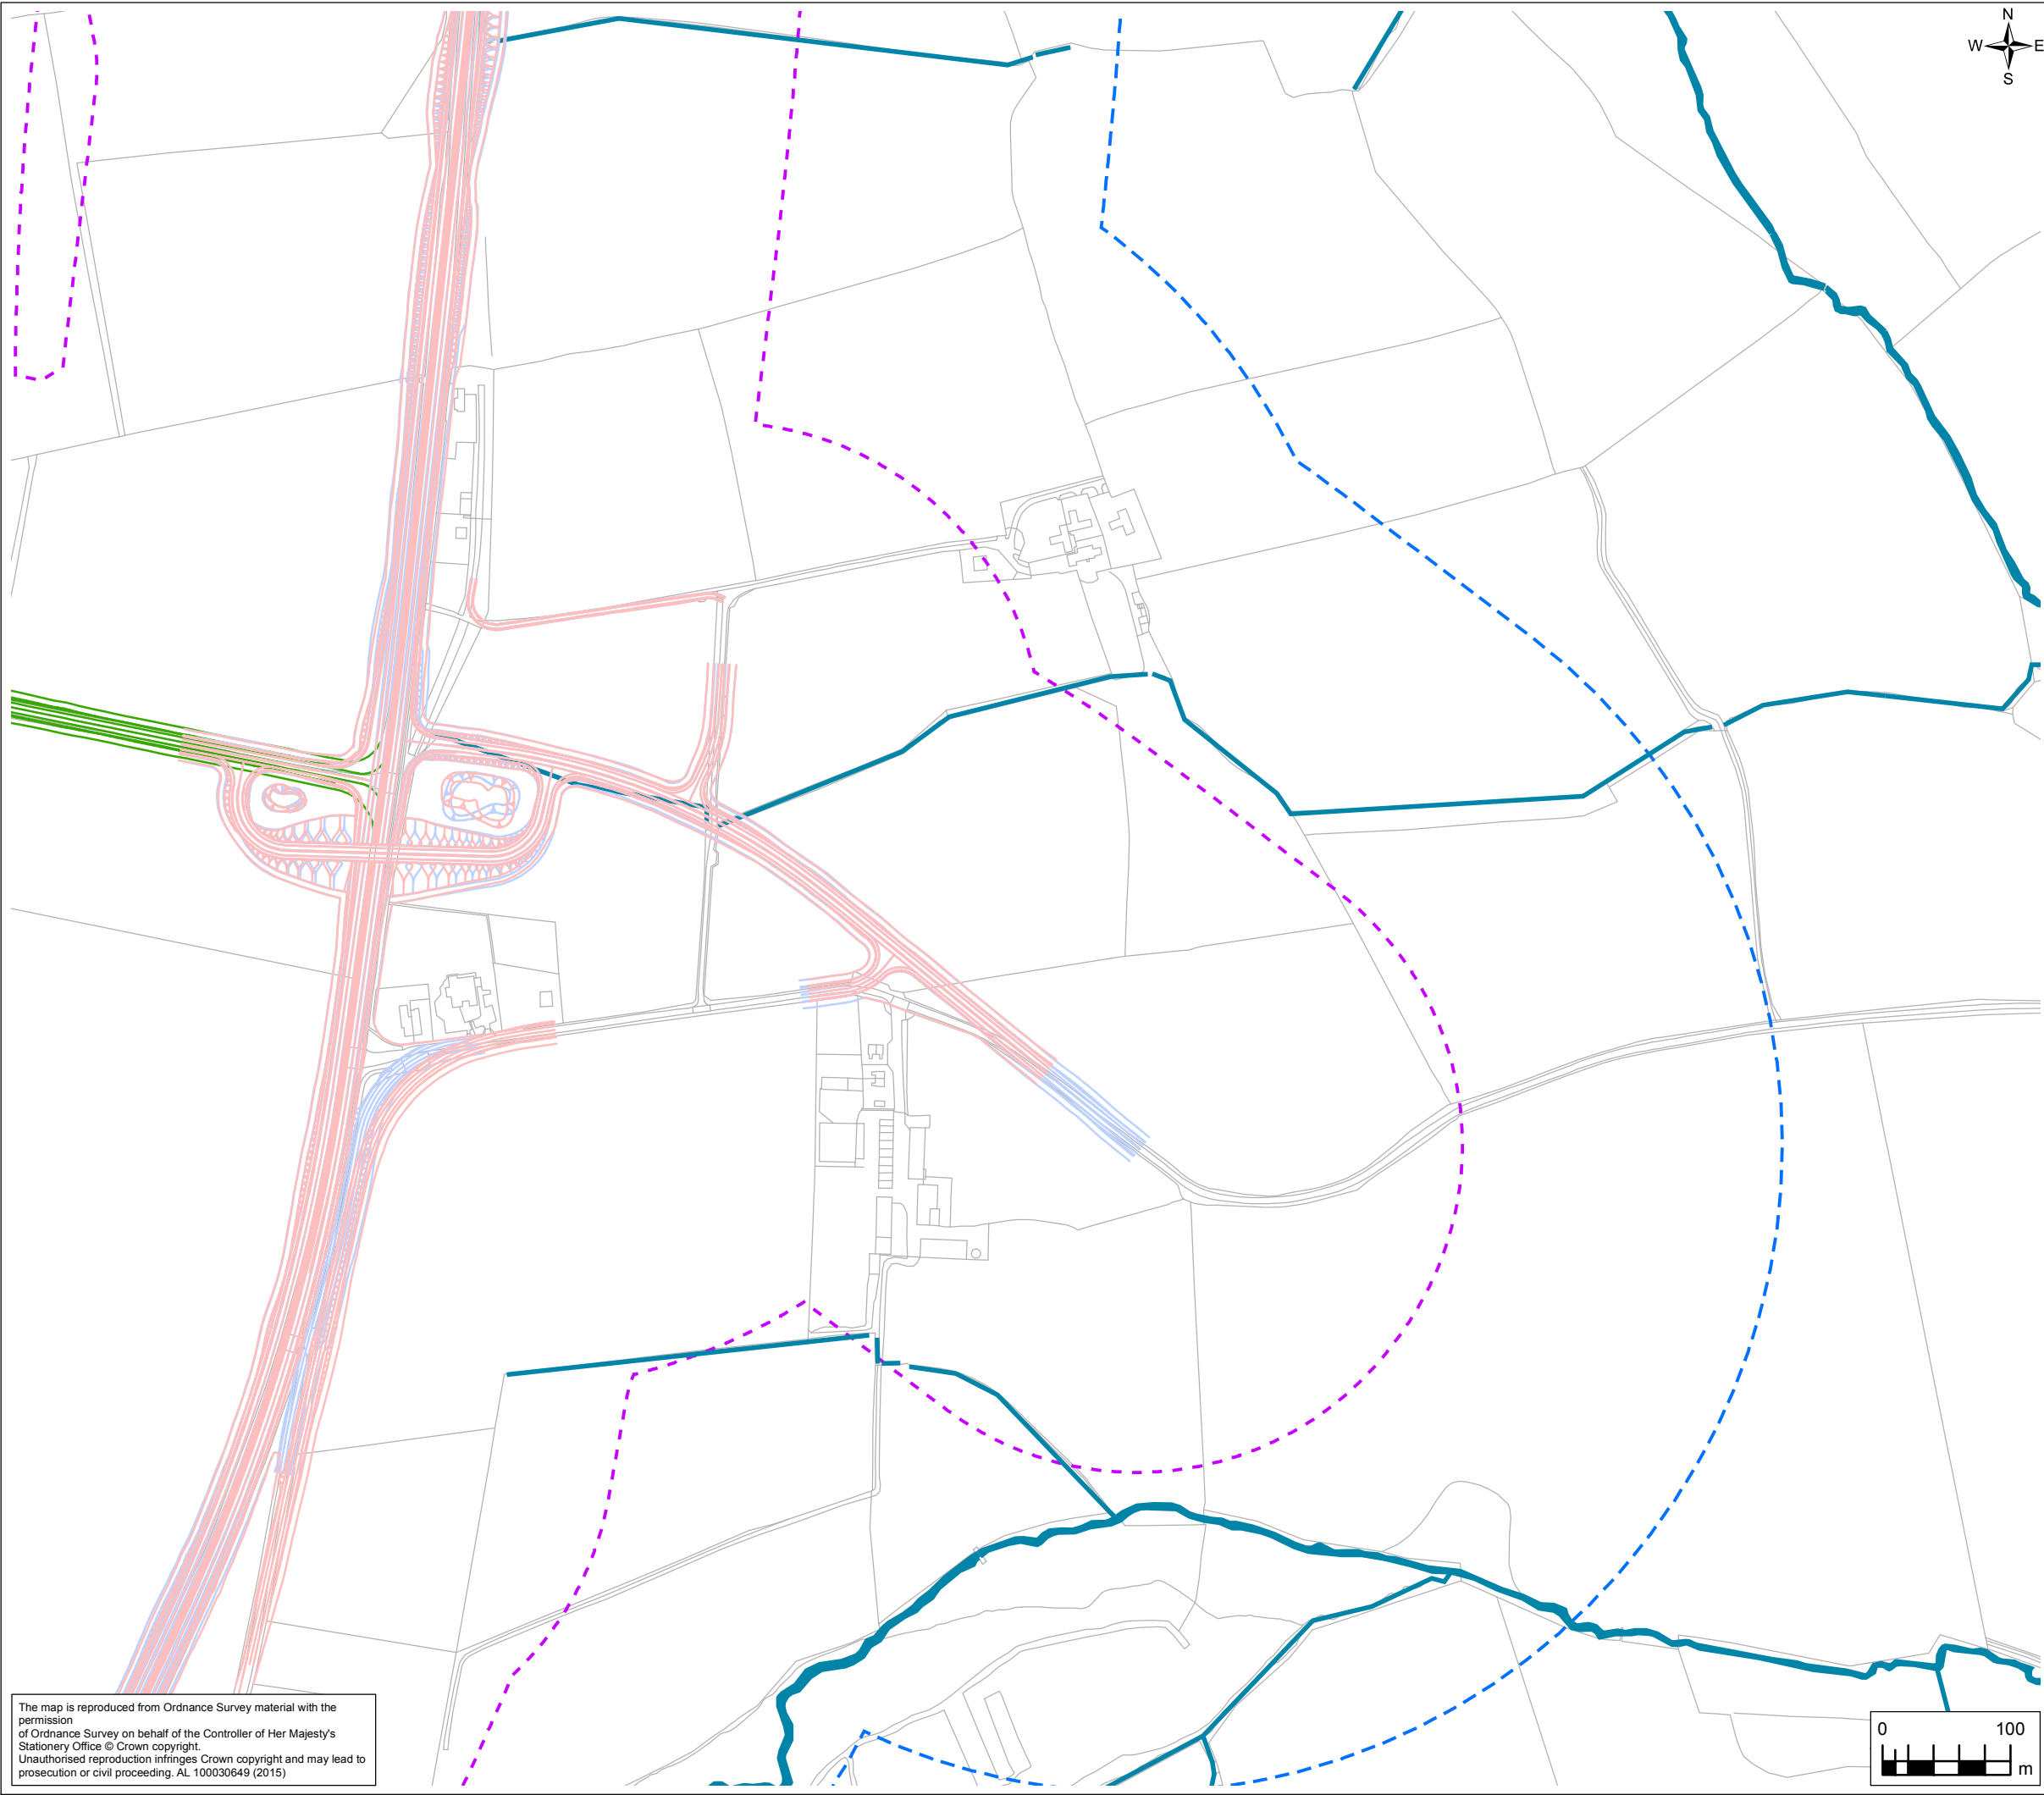 N
W E
S
The map is reproduced from Ordnance Survey material with the
permission
of Ordnance Survey on behalf of the Controller of Her Majesty's
Stationery Office © Crown copyright.
Unauthorised reproduction infringes Crown copyright and may lead to
prosecution or civil proceeding. AL 100030649 (2015)
0 100
m